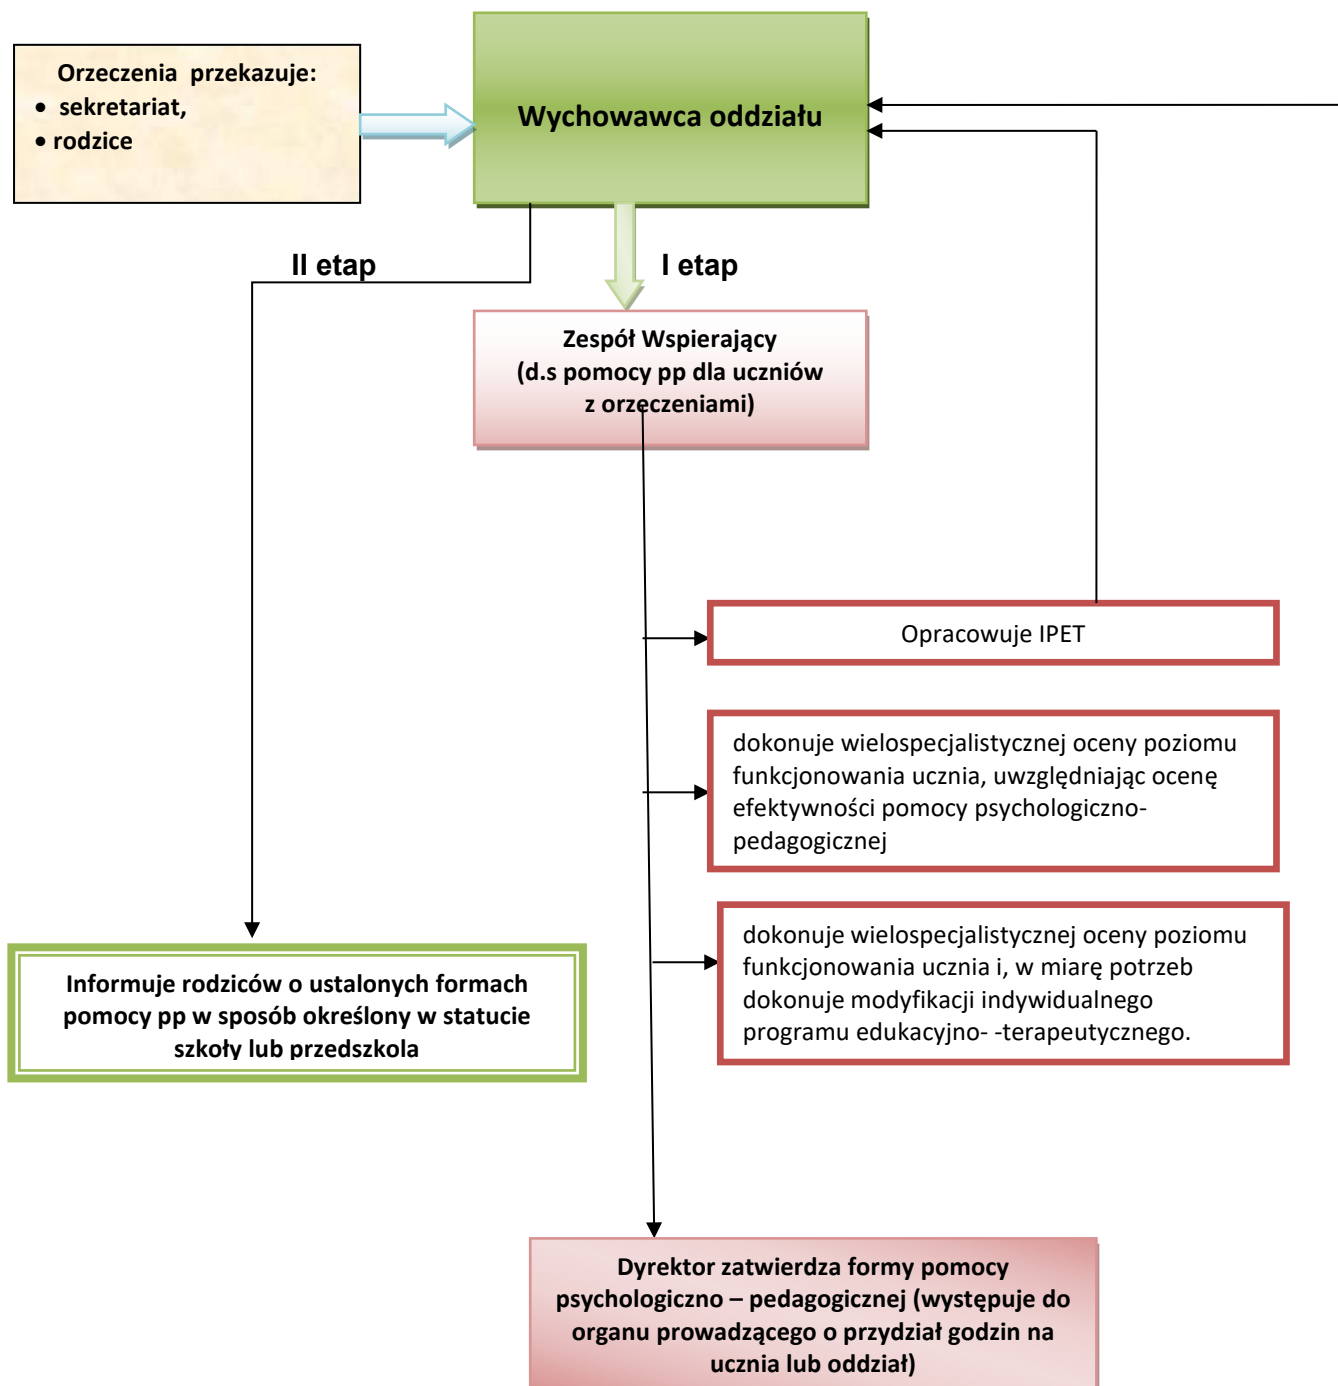 Orzeczenia przekazuje:
• sekretariat,
• rodzice
Wychowawca oddziału
II etap
I etap
Zespół Wspierający
(d.s pomocy pp dla uczniów
z orzeczeniami)
Opracowuje IPET
dokonuje wielospecjalistycznej oceny poziomu
funkcjonowania ucznia, uwzględniając ocenę
efektywności pomocy psychologiczno-
pedagogicznej
dokonuje wielospecjalistycznej oceny poziomu
funkcjonowania ucznia i, w miarę potrzeb
dokonuje modyfikacji indywidualnego
programu edukacyjno- -terapeutycznego.
Informuje rodziców o ustalonych formach
pomocy pp w sposób określony w statucie
szkoły lub przedszkola
Dyrektor zatwierdza formy pomocy
psychologiczno – pedagogicznej (występuje do
organu prowadzącego o przydział godzin na
ucznia lub oddział)